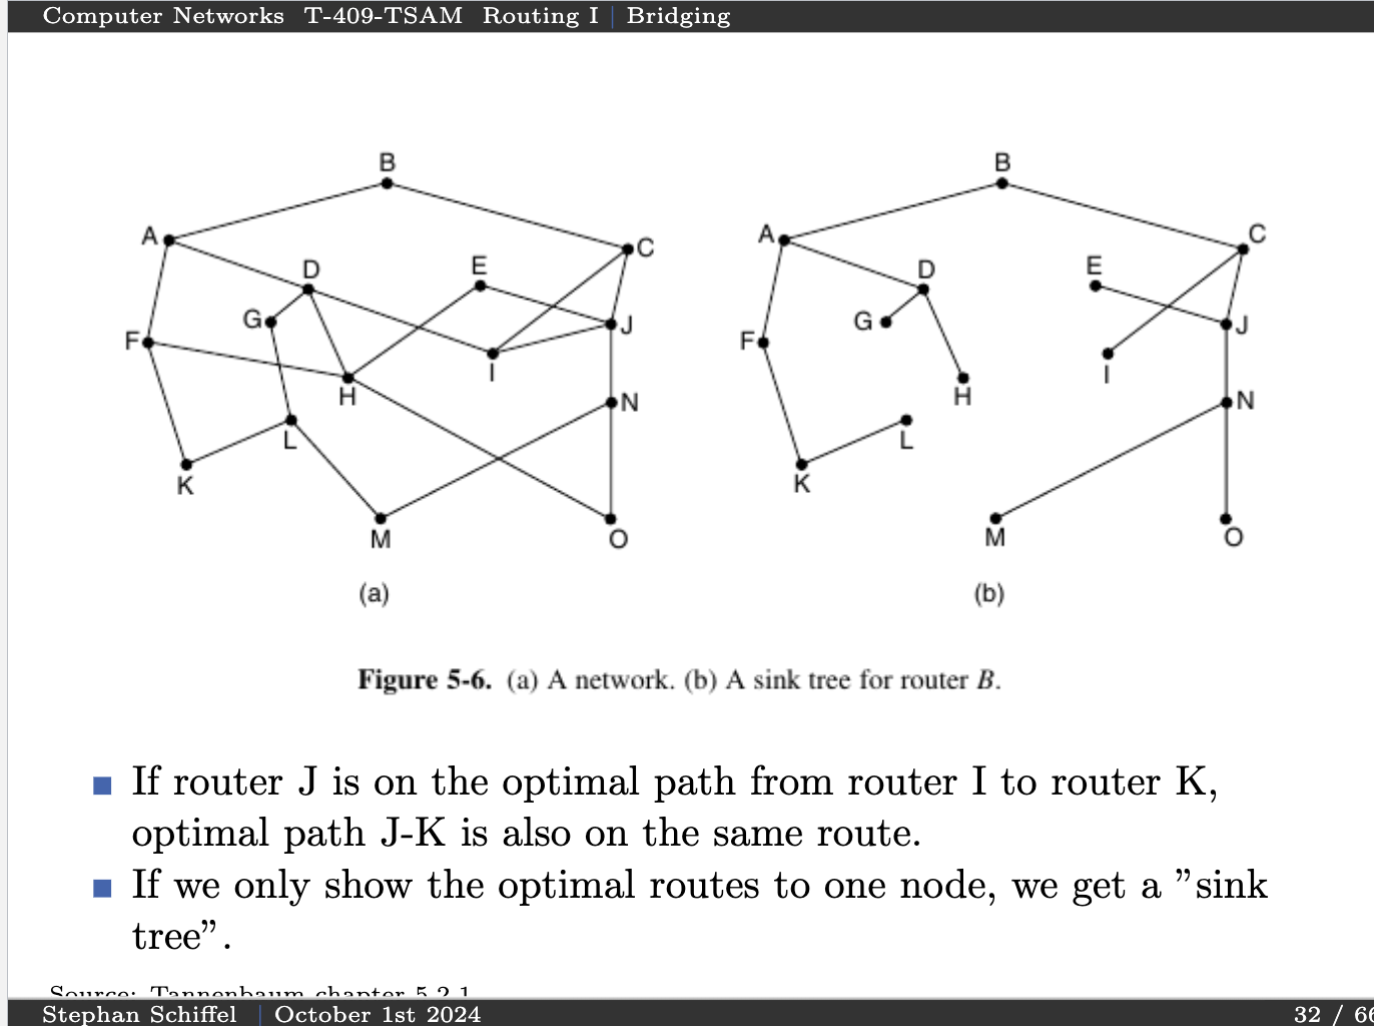 Computer Networks T-409-TSAM Routing I | Bridging
B
A
C
D
E
G
F
J
I
H
N
L
K
M
O
(a)
B
A
C
D
E
G
F
J
I
H
N
L
K
M
O
(b)
Figure 5-6. (a) A network. (b) A sink tree for router B.
If router J is on the optimal path from router I to router K,
optimal path J-K is also on the same route.
If we only show the optimal routes to one node, we get a ”sink
tree”.
Source: Tannenbaum chapter 5.2.1
Stephan Schiffel | October 1st 2024 32 / 66